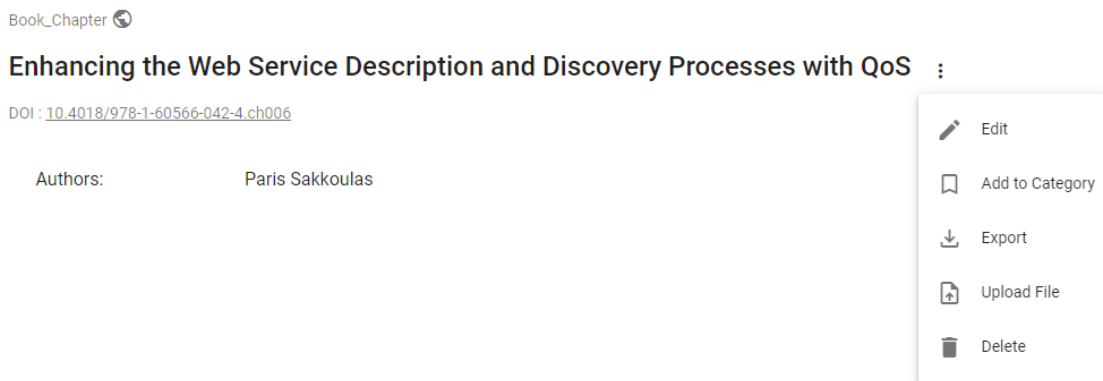 Book_Chapter
Enhancing the Web Service Description and Discovery Processes with QoS
DOI : 10.4018/978-1-60566-042-4.ch006
Authors: Paris Sakkoulas
Edit
Add to Category
Export
Upload File
Delete